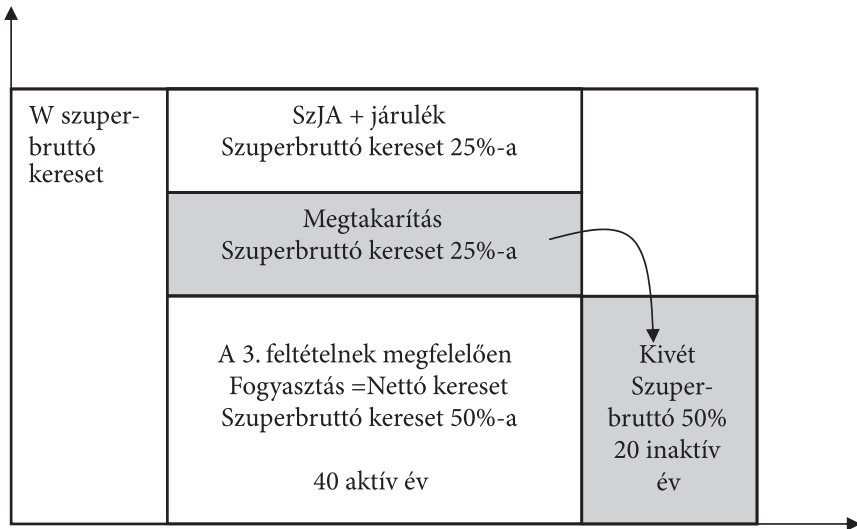 W szuper-
bruttó
kereset
SzJA + járulék
Szuperbruttó kereset 25%-a
Megtakarítás
Szuperbruttó kereset 25%-a
A 3. feltételnek megfelelően
Fogyasztás =Nettó kereset
Szuperbruttó kereset 50%-a
40 aktív év
Kivét
Szuper-
bruttó 50%
20 inaktív
év